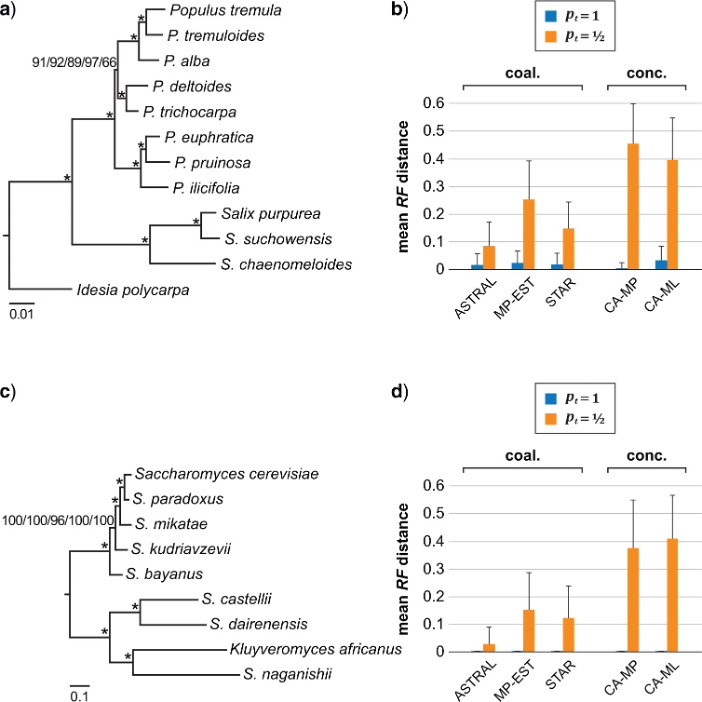 a)
Populus tremula
P. tremuloides
P. alba
91/92/89/97/66
P. deltoides
P. trichocarpa
P. euphratica
P. pruinosa
P. ilicifolia
Salix purpurea
S. suchowensis
S. chaenomeloides
Idesia polycarpa
0.01
b)
pt = 1
pt = ½
coal. conc.
mean RF distance
0.6
0.5
0.4
0.3
0.2
0.1
0
ASTRAL
MP-EST
STAR
CA-MP
CA-ML
c)
Saccharomyces cerevisiae
S. paradoxus
100/100/96/100/100
S. mikatae
S. kudriavzevii
S. bayanus
S. castellii
S. dairenensis
Kluyveromyces africanus
S. naganishii
0.1
d)
pt = 1
pt = ½
coal. conc.
mean RF distance
0.6
0.5
0.4
0.3
0.2
0.1
0
ASTRAL
MP-EST
STAR
CA-MP
CA-ML